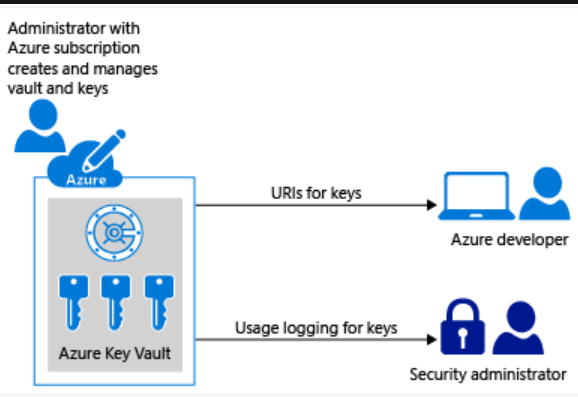 Administrator with
Azure subscription
creates and manages
vault and keys
Azure
URIs for keys
Azure developer
Usage logging for keys
Azure Key Vault
Security administrator